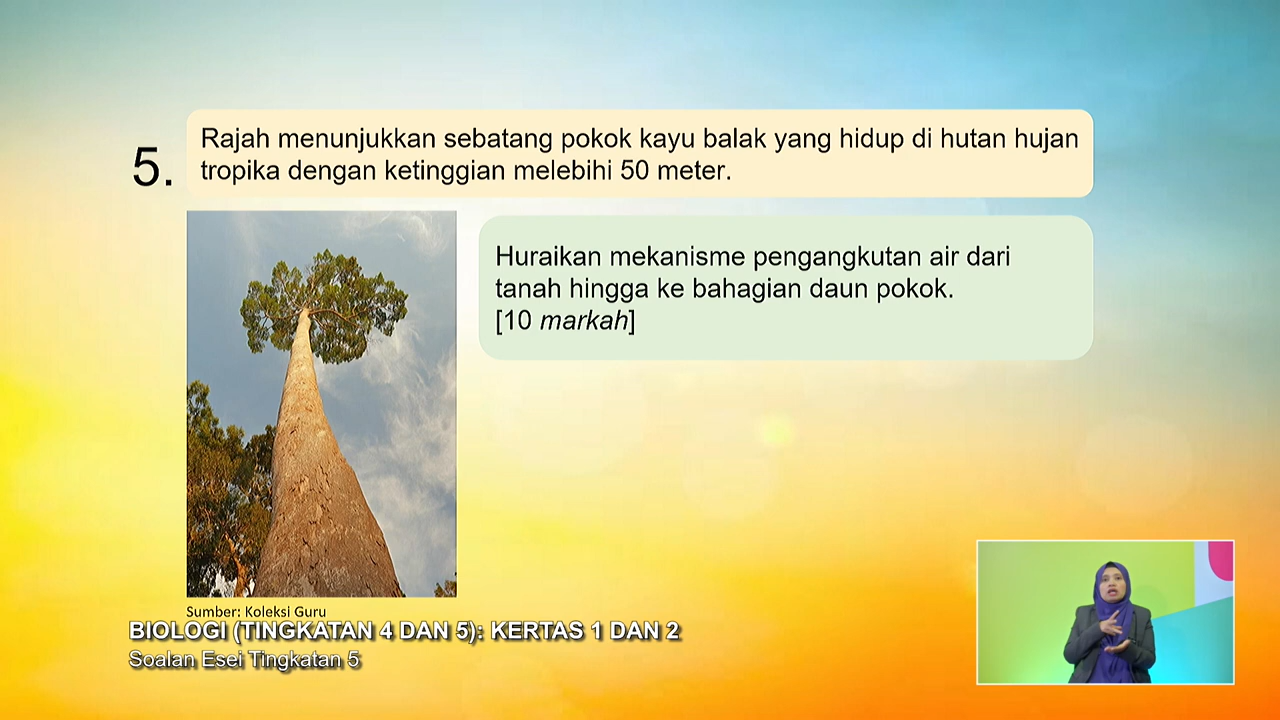 5.
Rajah menunjukkan sebatang pokok kayu balak yang hidup di hutan hujan
tropika dengan ketinggian melebihi 50 meter.
Huraikan mekanisme pengangkutan air dari
tanah hingga ke bahagian daun pokok.
[10 markah]
Sumber: Koleksi Guru
BIOLOGI (TINGKATAN 4 DAN 5): KERTAS 1 DAN 2
Soalan Esei Tingkatan 5